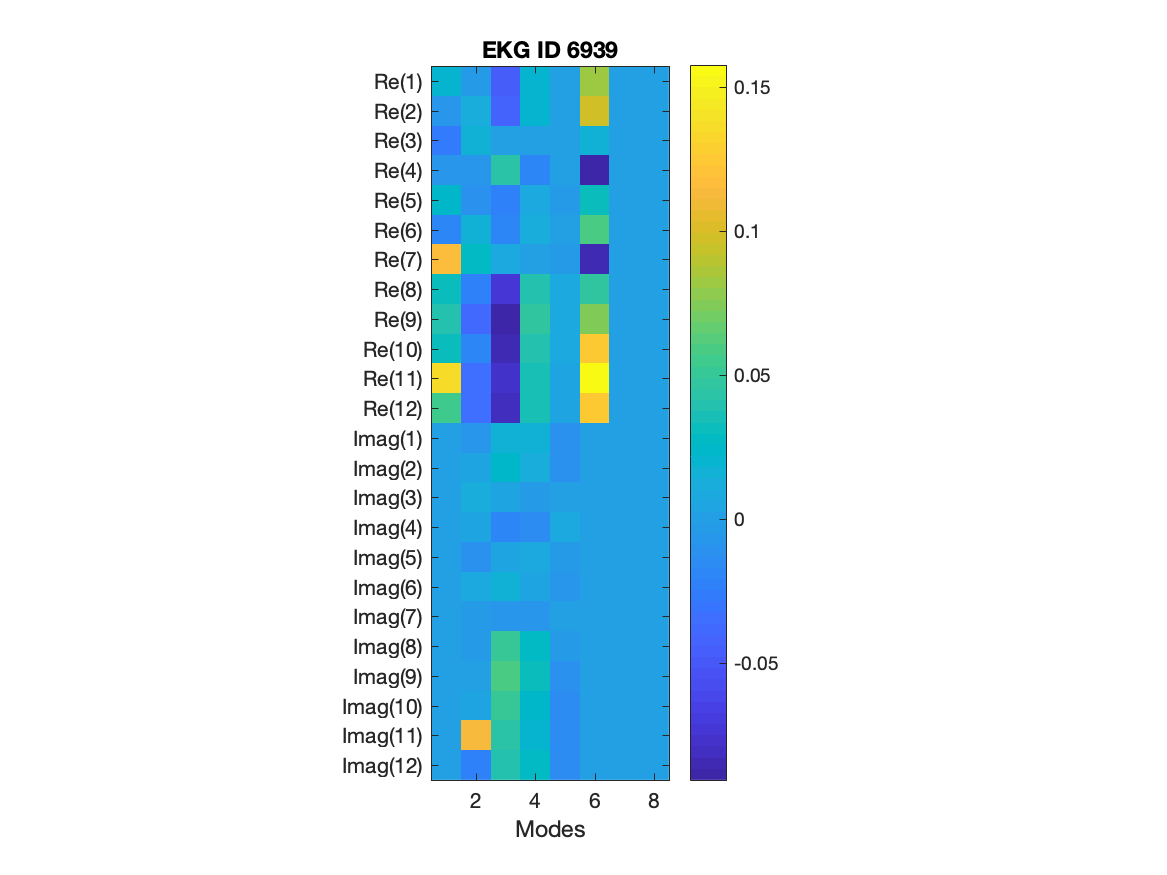 EKG ID 6939
Re(1)
Re(2)
Re(3)
Re(4)
Re(5)
Re(6)
Re(7)
Re(8)
Re(9)
Re(10)
Re(11)
Re(12)
Imag(1)
Imag(2)
Imag(3)
Imag(4)
Imag(5)
Imag(6)
Imag(7)
Imag(8)
Imag(9)
Imag(10)
Imag(11)
Imag(12)
2 4 6 8
Modes
0.15
0.1
0.05
0
-0.05